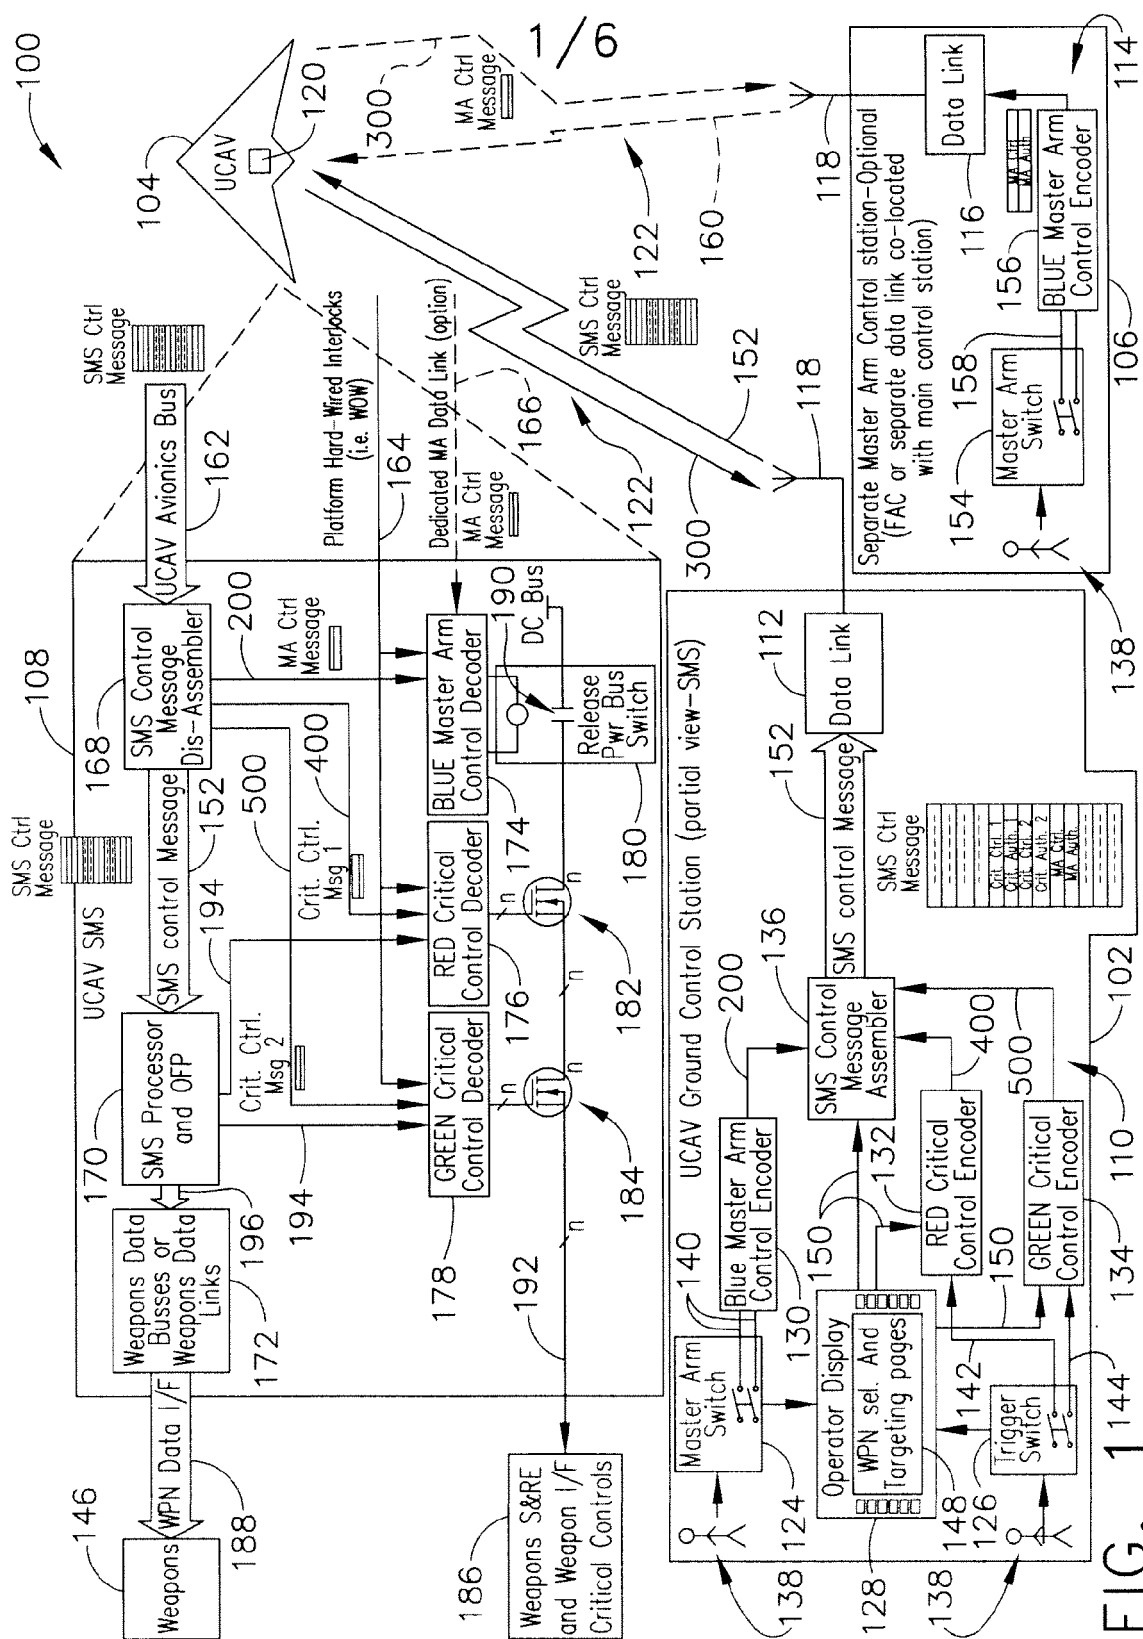 1/6
100
104
UCAV
120
300
MA Ctrl
Message
122
160
118
114
Separate Master Arm Control station-Optional
(FAC or separate data link co-located
with main control station)
Data Link
116
MA Ctrl
MA Auth
156
BLUE Master Arm
Control Encoder
158
154
Master Arm
Switch
106
138
SMS Ctrl
Message
UCAV Avionics Bus
162
Platform Hard-Wired Interlocks
(i.e. WOW)
164
Dedicated MA Data Link (option)
MA Ctrl
Message
166
SMS Ctrl
Message
122
152
300
118
108
SMS Ctrl
Message
UCAV SMS
168
SMS Control
Message
Dis-Assembler
200
MA Ctrl
Message
SMS control Message
152
194
500
400
Crit. Ctrl.
Msg 1
Crit. Ctrl.
Msg 2
170
SMS Processor
and OFP
196
194
Weapons Data
Busses or
Weapons Data
Links
172
WPN Data I/F
188
146
Weapons
BLUE Master Arm
Control Decoder
174
190
DC Bus
Release
Pwr Bus
Switch
180
RED Critical
Control Decoder
176
GREEN Critical
Control Decoder
178
n
n
n
182
n
n
184
n
192
186
Weapons S&RE
and Weapon I/F
Critical Controls
UCAV Ground Control Station (partial view-SMS)
112
Data Link
152
SMS control Message
SMS Ctrl
Message
Crit. Ctrl. 1
Crit. Auth. 1
Crit. Ctrl. 2
Crit. Auth. 2
MA Ctrl.
MA Auth.
136
SMS Control
Message
Assembler
200
400
500
110
102
140
Blue Master Arm
Control Encoder
130
150
132
RED Critical
Control Encoder
150
GREEN Critical
Control Encoder
134
Master Arm
Switch
124
Operator Display
WPN sel. And
Targeting pages
128
148
142
144
126
Trigger
Switch
138
138
FIG. 1